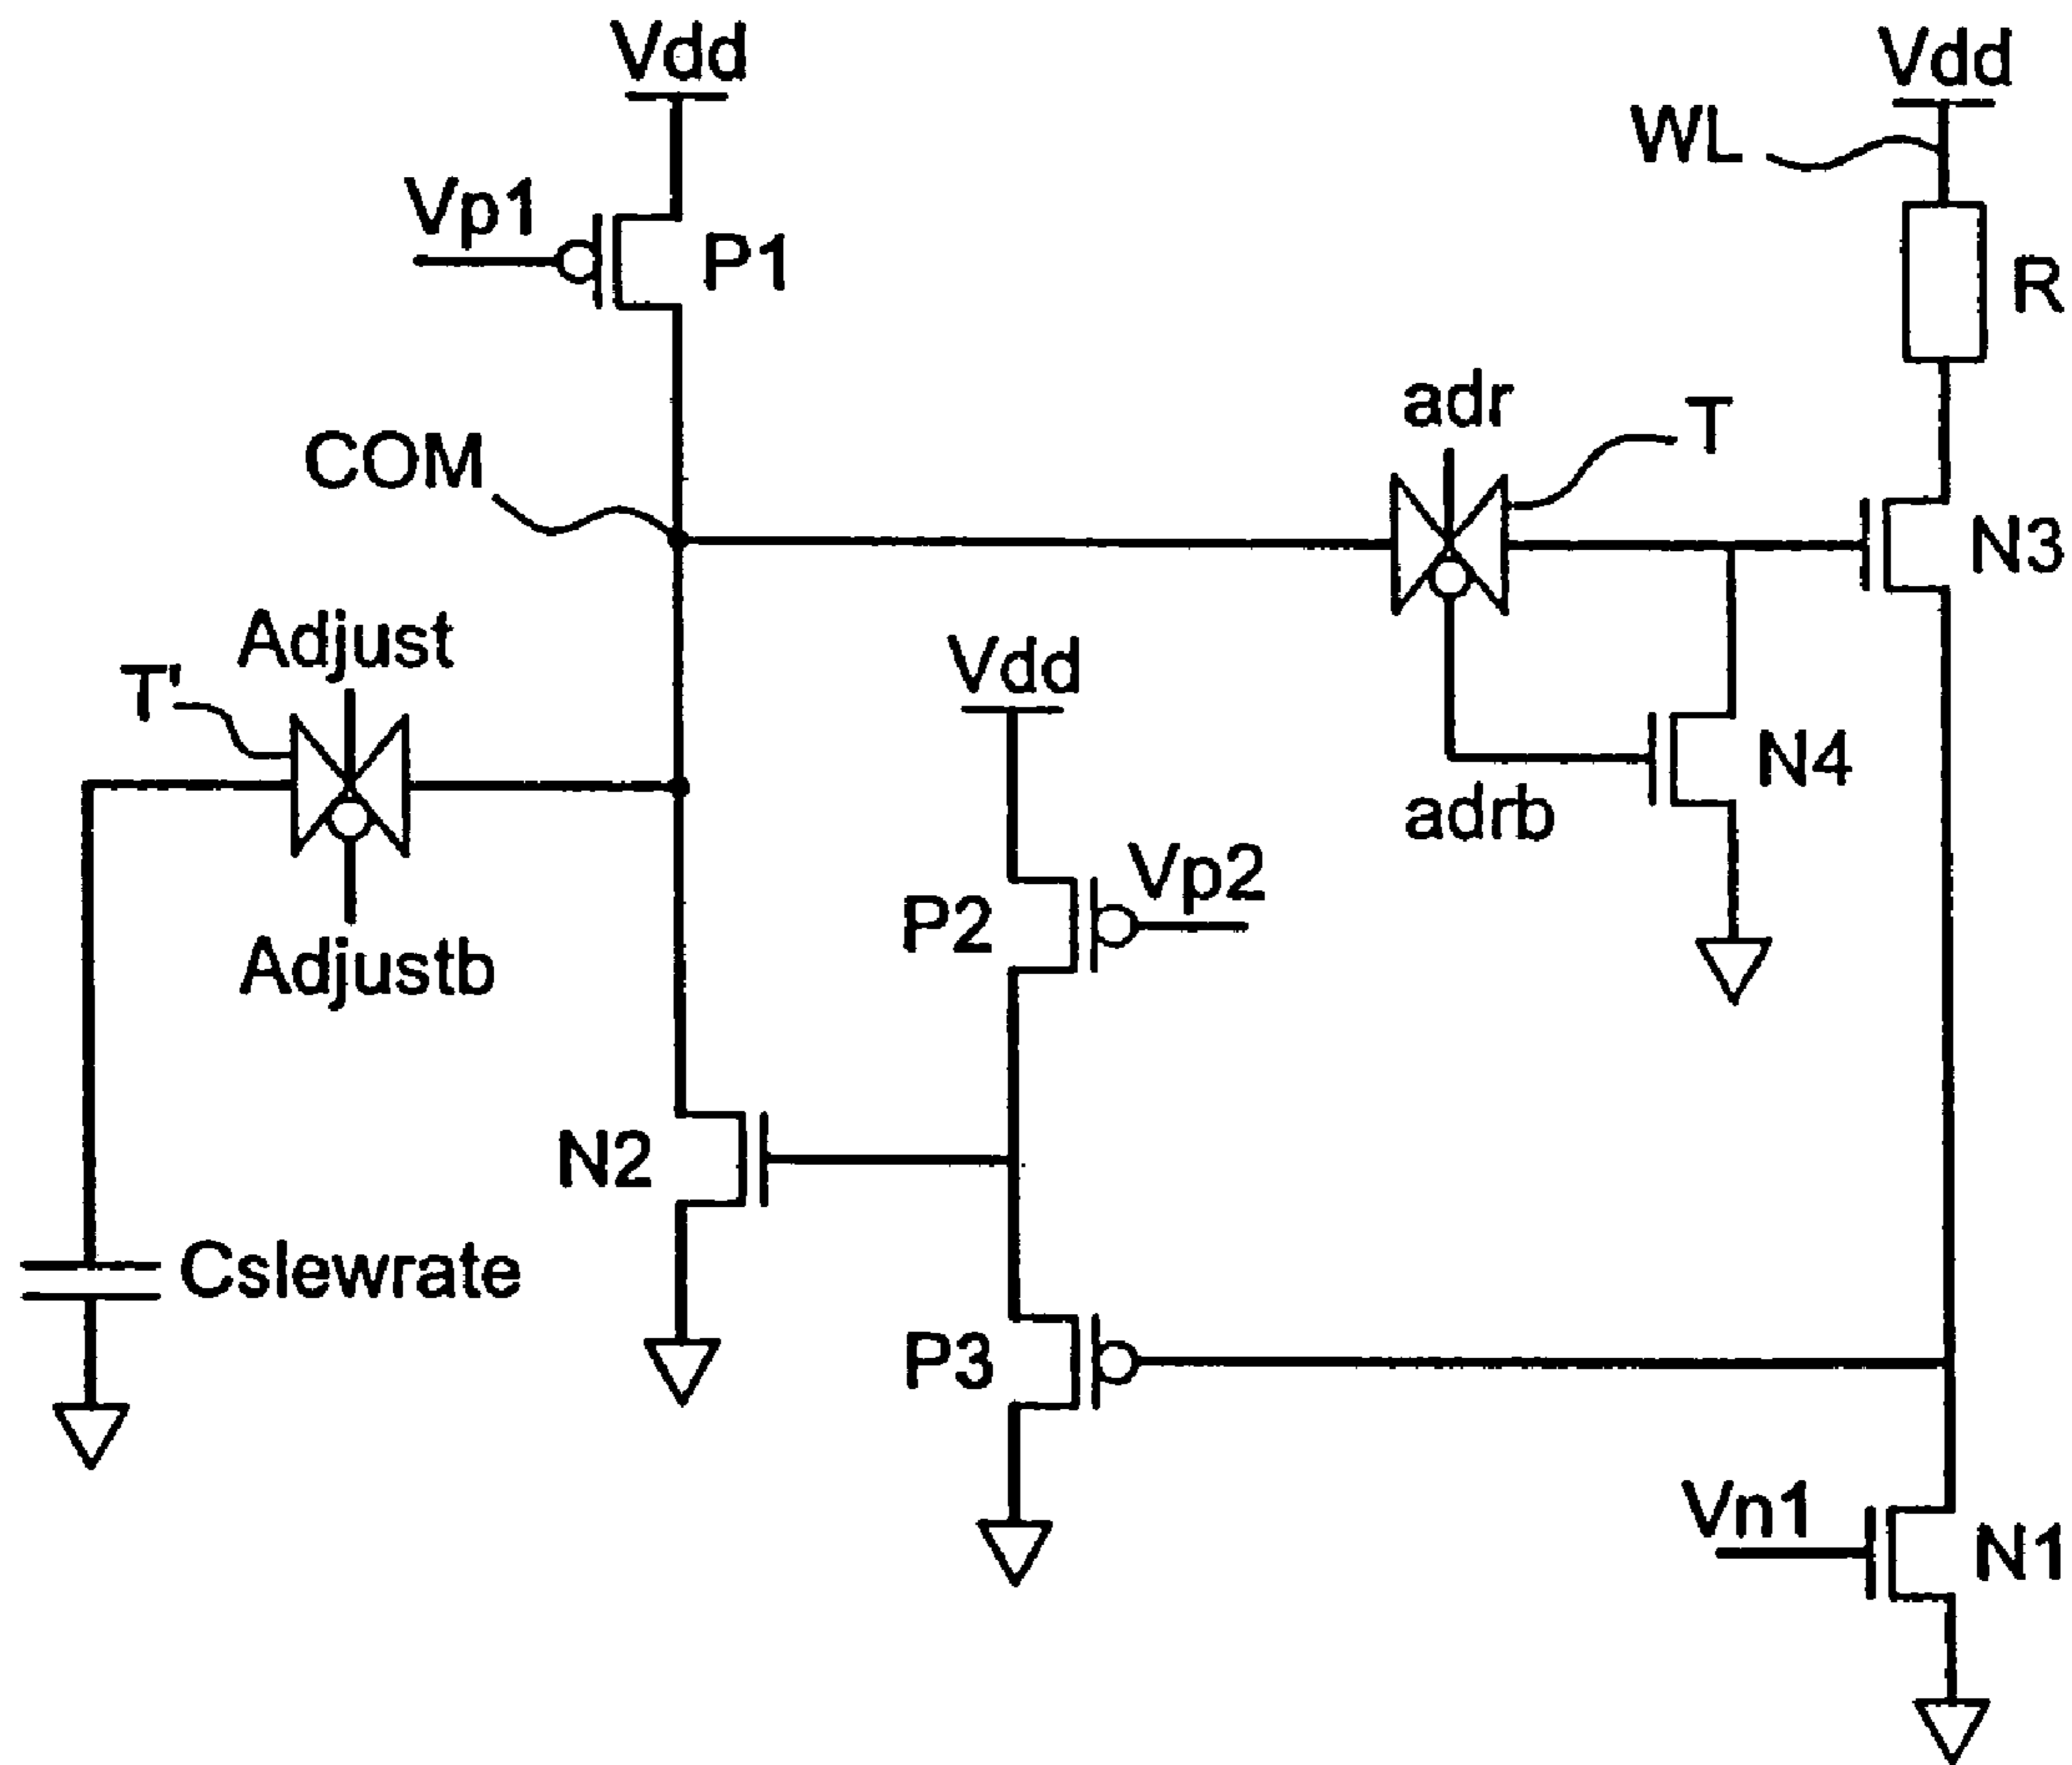 Vdd
Vdd
WL
Vp1
P1
R
adr
T
COM
N3
Adjust
T'
Vdd
N4
adrb
Vp2
P2
Adjustb
N2
Cslewrate
P3
Vn1
N1